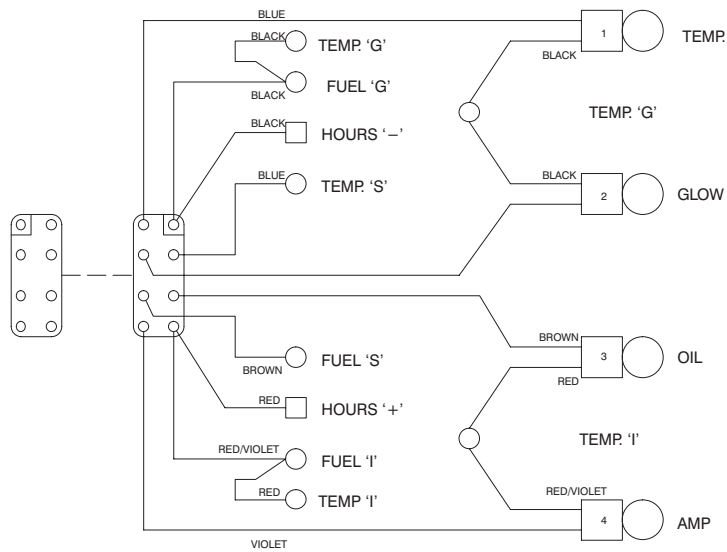 BLUE
BLACK
TEMP. ‘G’
1
TEMP.
BLACK
BLACK
FUEL ‘G’
TEMP. ‘G’
BLACK
HOURS ‘−’
BLUE
TEMP. ‘S’
BLACK
2
GLOW
BROWN
3
OIL
FUEL ‘S’
BROWN
RED
RED
HOURS ‘+’
TEMP. ‘I’
RED/VIOLET
FUEL ‘I’
RED
TEMP ‘I’
RED/VIOLET
4
AMP
VIOLET